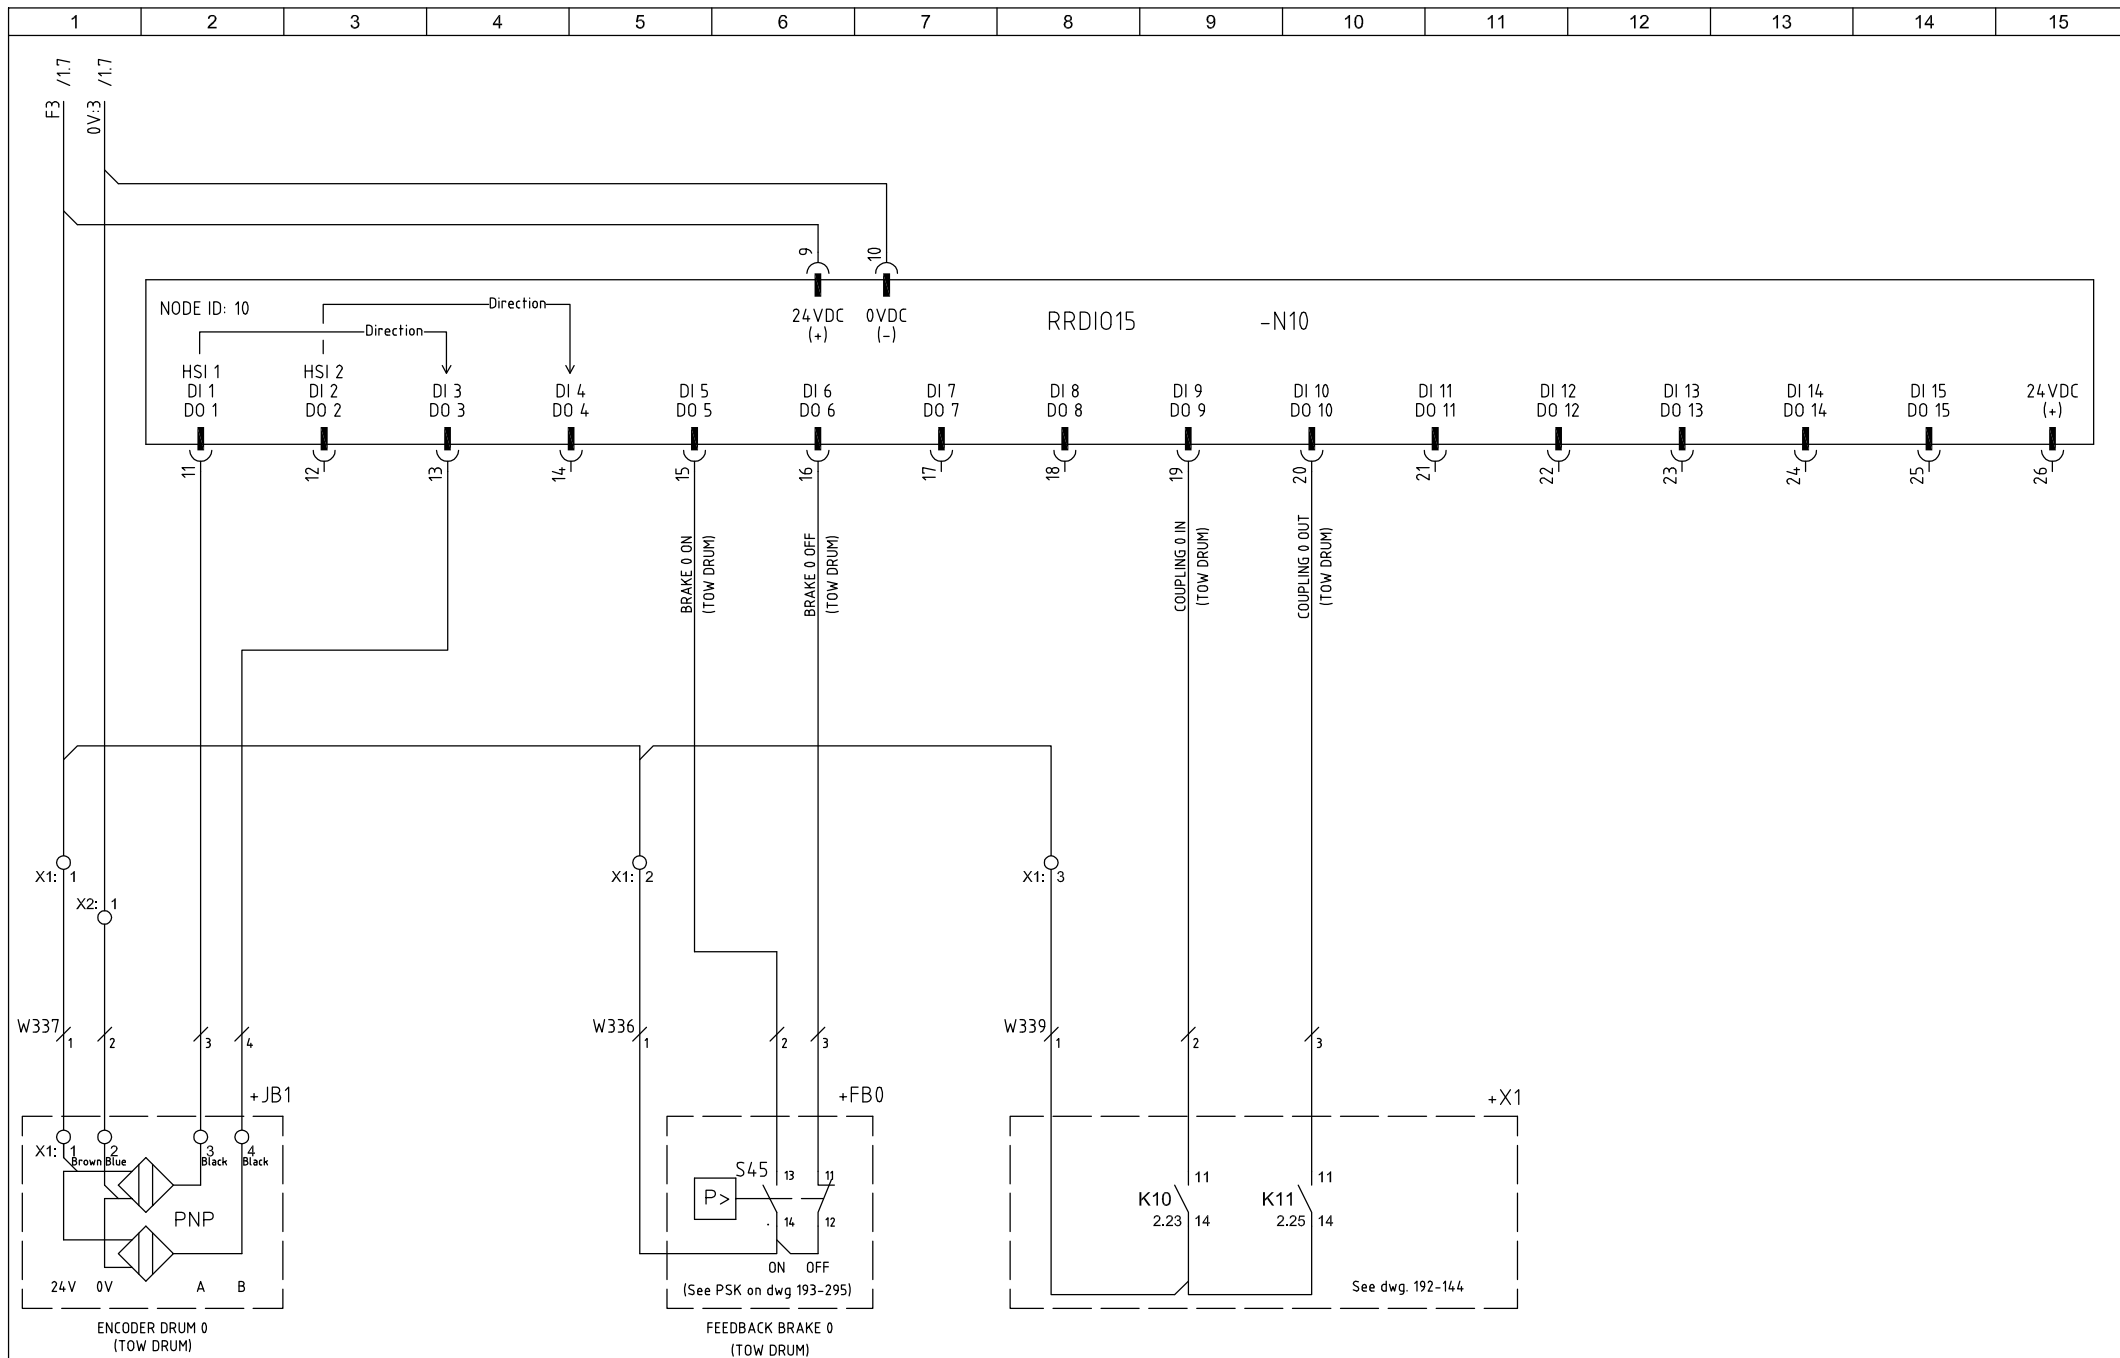 1 2 3 4 5 6 7 8 9 10 11 12 13 14 15
F3 /1.7
0V:3 /1.7
9 10
NODE ID: 10
Direction
Direction
24VDC 0VDC
(+) (-)
RRDIO15 -N10
HSI 1 HSI 2
DI 1 DI 2 DI 3 DI 4 DI 5 DI 6 DI 7 DI 8 DI 9 DI 10 DI 11 DI 12 DI 13 DI 14 DI 15 24VDC
DO 1 DO 2 DO 3 DO 4 DO 5 DO 6 DO 7 DO 8 DO 9 DO 10 DO 11 DO 12 DO 13 DO 14 DO 15 (+)
11 12 13 14 15 16 17 18 19 20 21 22 23 24 25 26
BRAKE 0 ON
(TOW DRUM)
BRAKE 0 OFF
(TOW DRUM)
COUPLING 0 IN
(TOW DRUM)
COUPLING 0 OUT
(TOW DRUM)
X1: 1 X1: 2 X1: 3
X2: 1
W337 W336 W339
1 2 3 4 1 2 3 1 2 3
+JB1 +FB0 +X1
X1: 1 2 3 4
Brown Blue Black Black
S45 13 11
P>
. 14 12
K10 11
2.23 14
K11 11
2.25 14
PNP
ON OFF
24V 0V A B
(See PSK on dwg 193-295)
See dwg. 192-144
ENCODER DRUM 0
(TOW DRUM)
FEEDBACK BRAKE 0
(TOW DRUM)